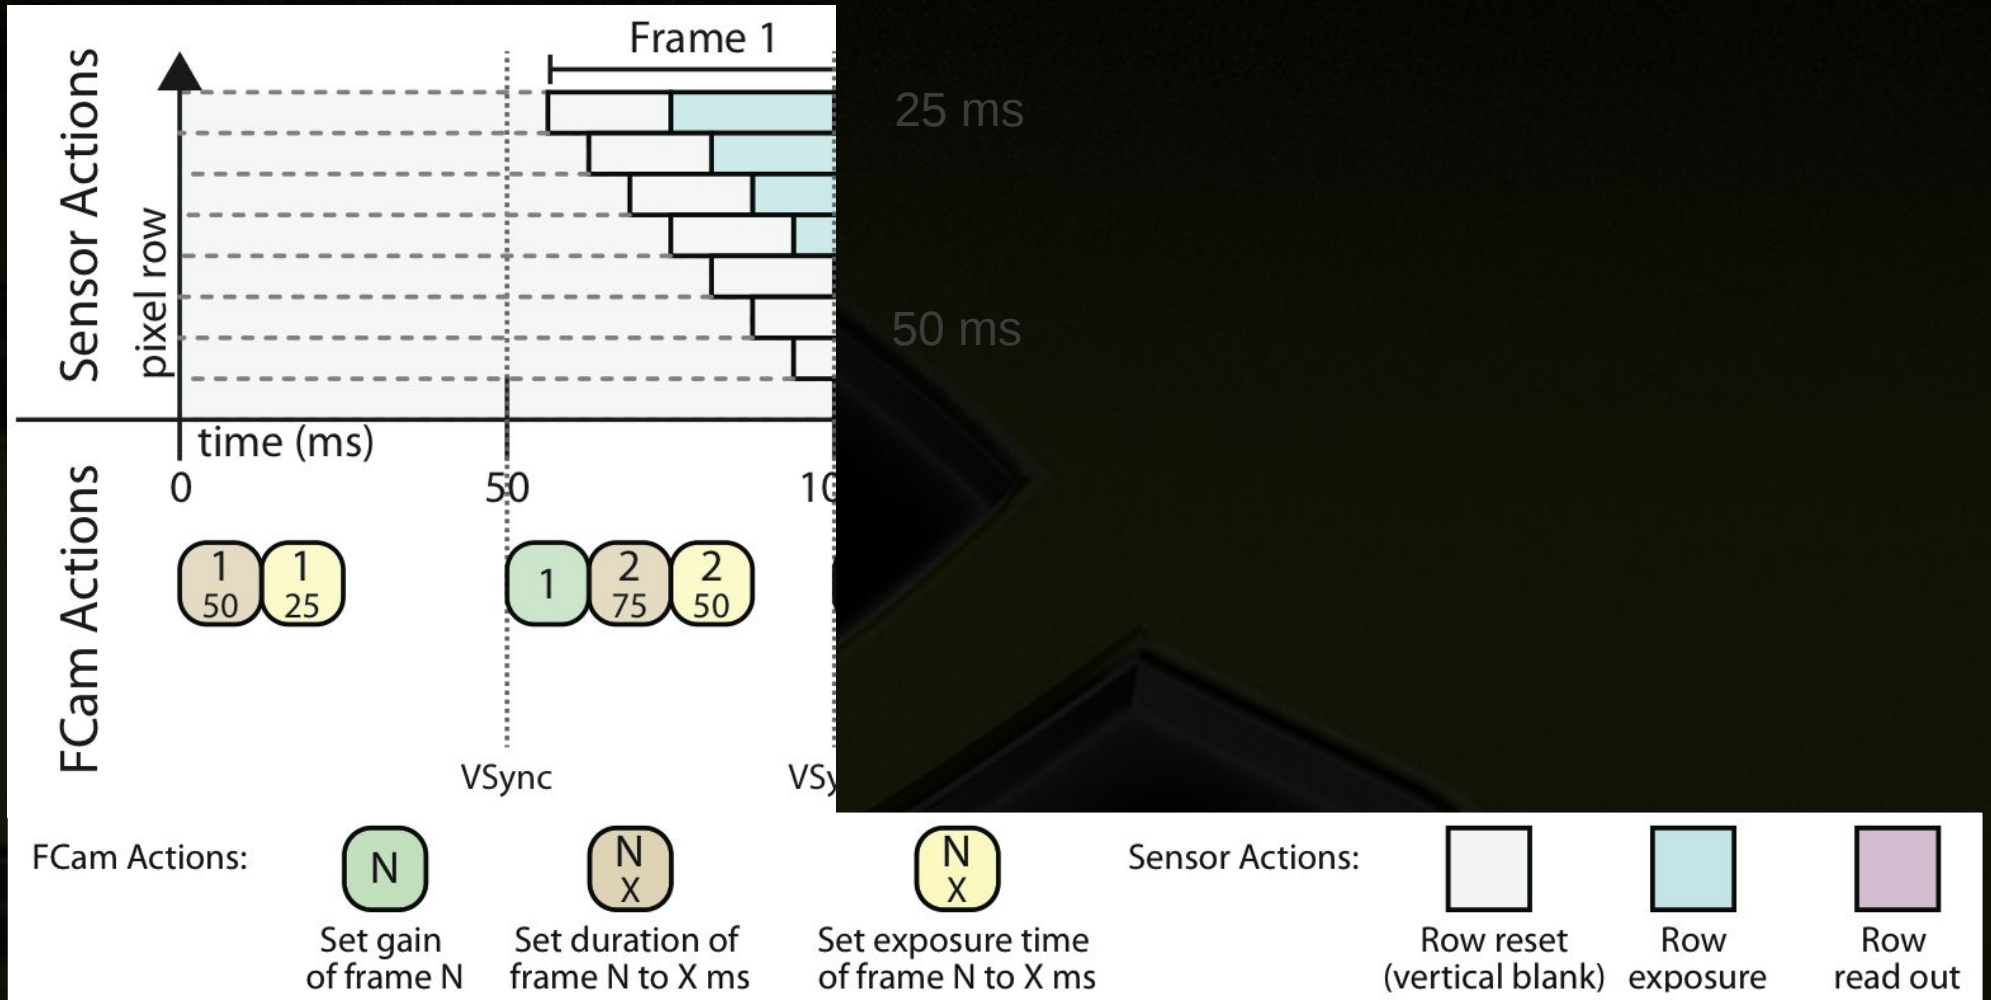 Frame 1
Sensor Actions
pixel row
25 ms
50 ms
time (ms)
0
50
10
FCam Actions
1
50
1
25
1
2
75
2
50
VSync
VSy
FCam Actions:
N
N
X
N
X
Sensor Actions:
Set gain
of frame N
Set duration of
frame N to X ms
Set exposure time
of frame N to X ms
Row reset
(vertical blank)
Row
exposure
Row
read out